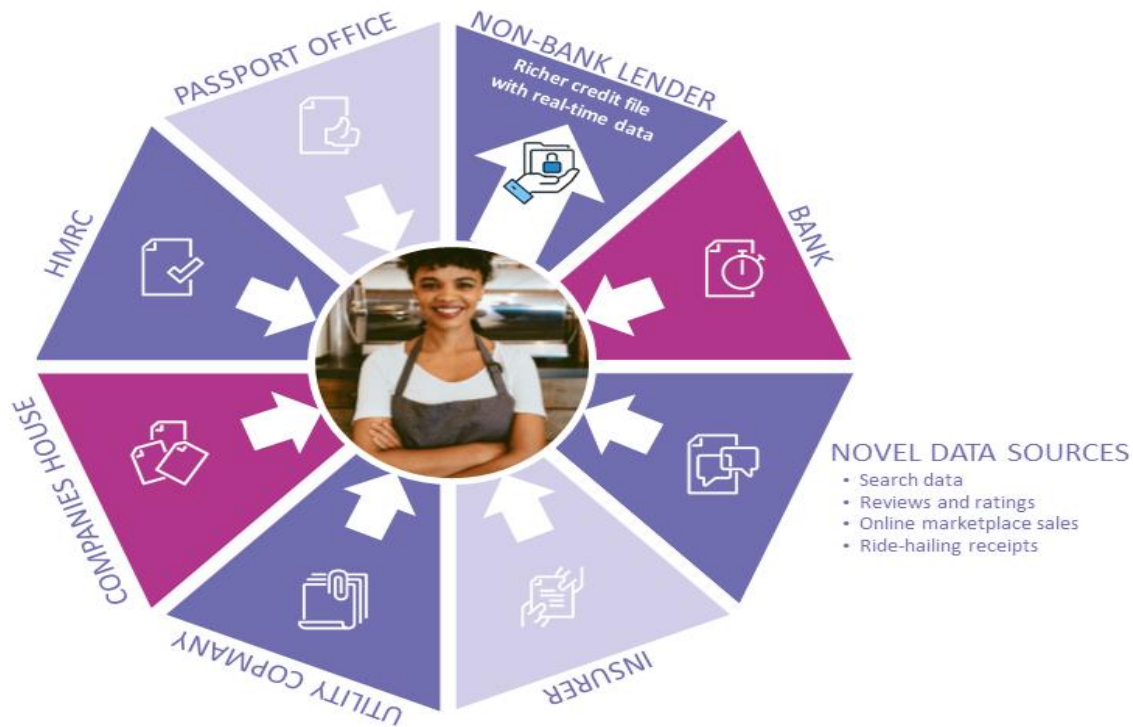 PASSPORT OFFICE
NON-BANK LENDER
Richer credit file
with real-time data
HMRC
BANK
COMPANIES HOUSE
NOVEL DATA SOURCES
• Search data
• Reviews and ratings
• Online marketplace sales
• Ride-hailing receipts
UTILITY COPMANY
INSURER